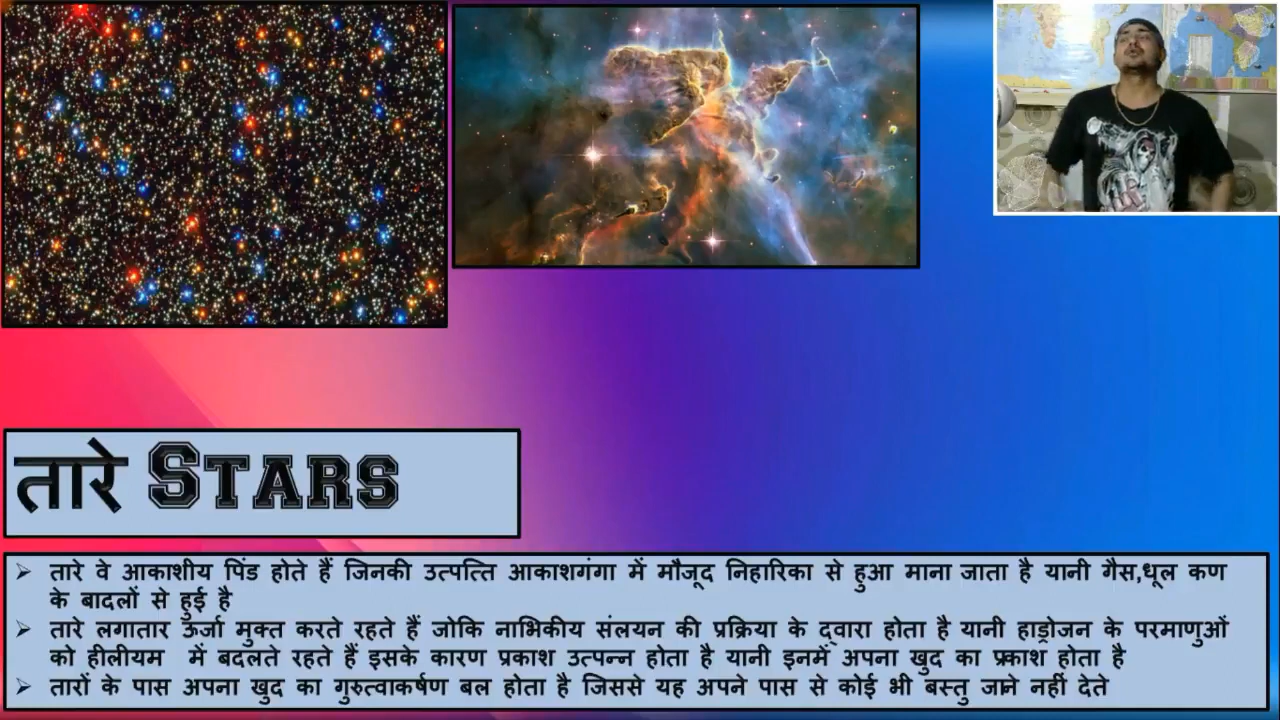 तारे STARS
➢ तारे वे आकाशीय पिंड होते हैं जिनकी उत्पत्ति आकाशगंगा में मौजूद निहारिका से हुआ माना जाता है यानी गैस,धूल कण
के बादलों से हुई है
➢ तारे लगातार ऊर्जा मुक्त करते रहते हैं जोकि नाभिकीय संलयन की प्रक्रिया के द्वारा होता है यानी हाइड्रोजन के परमाणुओं
को हीलीयम में बदलते रहते हैं इसके कारण प्रकाश उत्पन्न होता है यानी इनमें अपना खुद का प्रकाश होता है
➢ तारों के पास अपना खुद का गुरुत्वाकर्षण बल होता है जिससे यह अपने पास से कोई भी बस्तु जाने नहीं देते